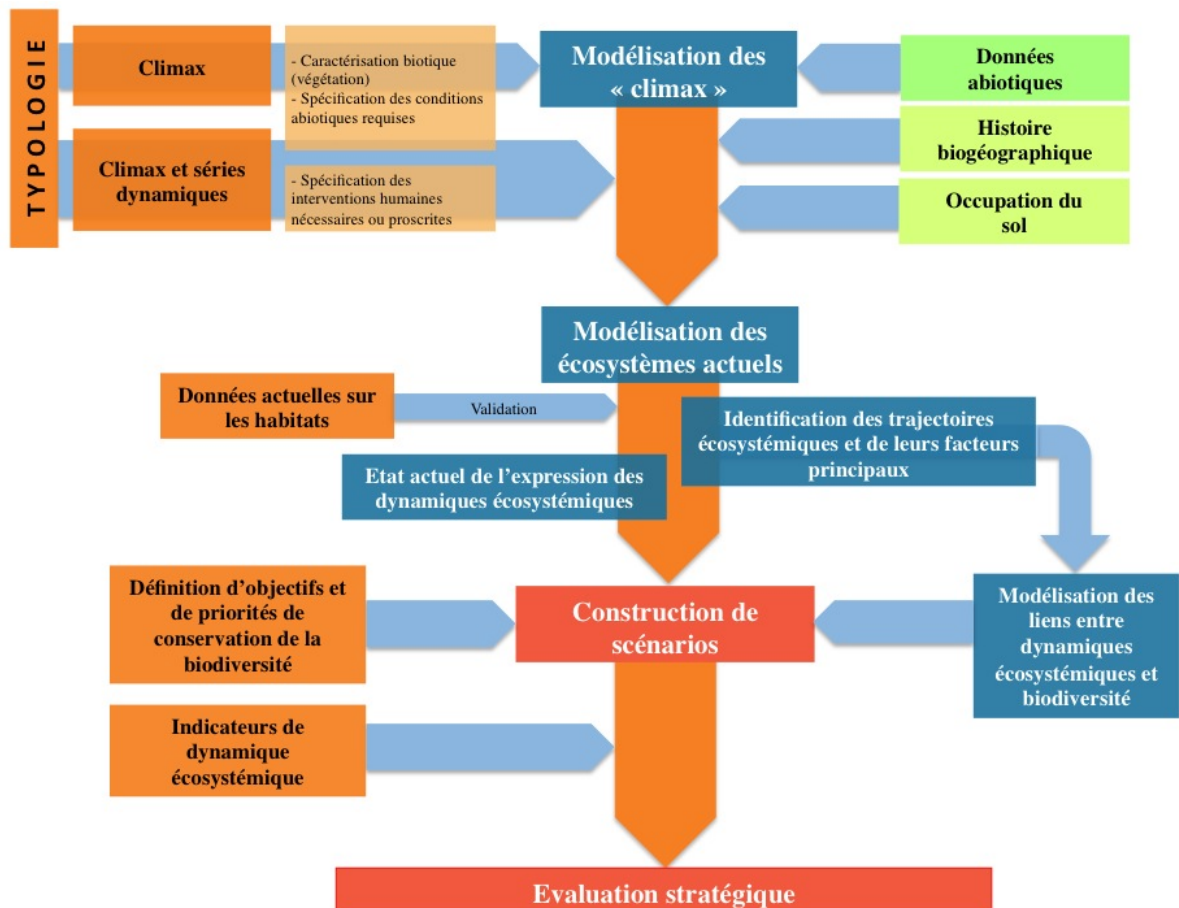 TYPOLOGIE
Climax
- Caractérisation biotique
(végétation)
- Spécification des conditions
abiotiques requises
Modélisation des
« climax »
Données
abiotiques
Histoire
biogéographique
Climax et séries
dynamiques
- Spécification des
interventions humaines
nécessaires ou proscrites
Occupation du
sol
Modélisation des
écosystèmes actuels
Données actuelles sur
les habitats
Validation
Identification des trajectoires
écosystémiques et de leurs facteurs
principaux
Etat actuel de l'expression des
dynamiques écosystémiques
Définition d'objectifs et
de priorités de
conservation de la
biodiversité
Construction de
scénarios
Modélisation des
liens entre
dynamiques
écosystémiques et
biodiversité
Indicateurs de
dynamique
écosystémique
Evaluation stratégique